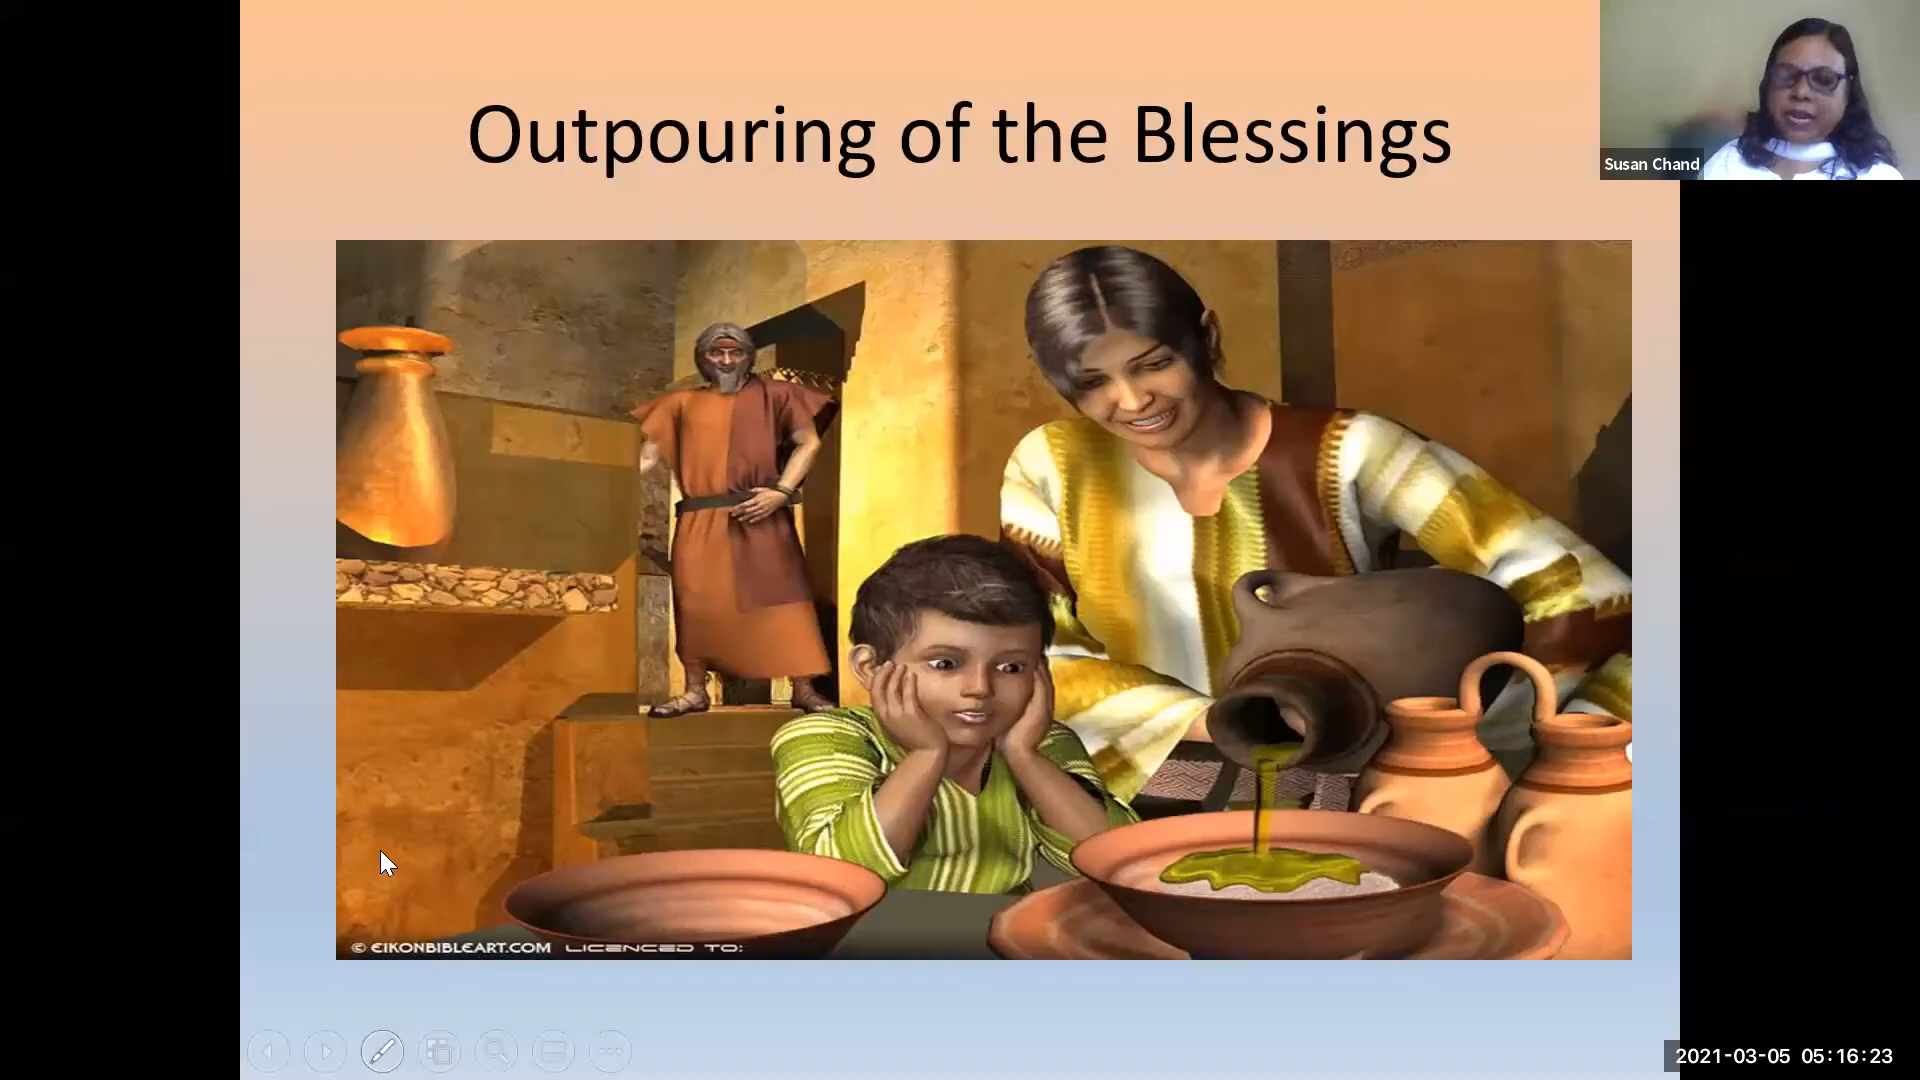 Outpouring of the Blessings
Susan Chand
© EIKONBIBLEART.COM LICENCED TO:
2021-03-05 05:16:23